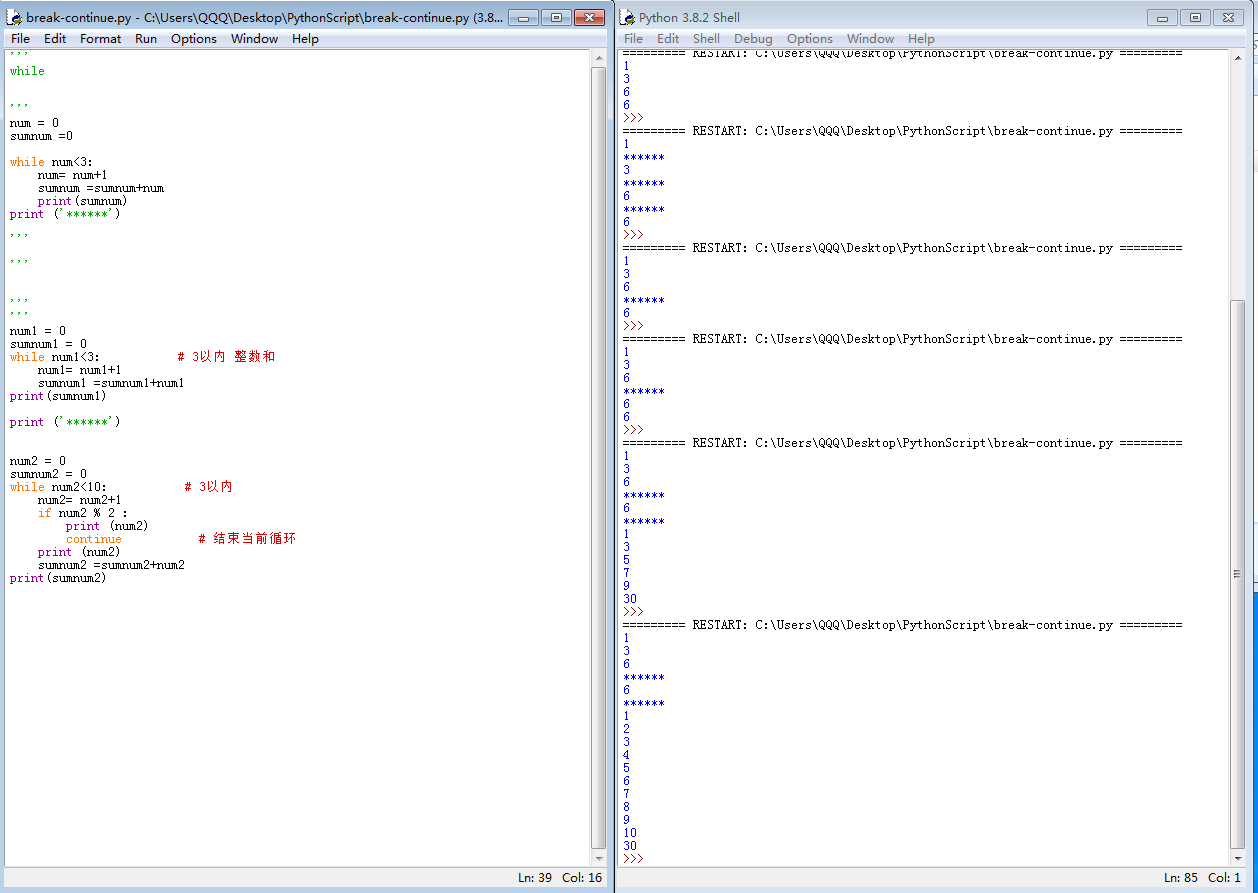 break-continue.py - C:\Users\QQQ\Desktop\PythonScript\break-continue.py (3.8...
File Edit Format Run Options Window Help
'''
while
'''
num = 0
sumnum =0
while num<3:
    num= num+1
    sumnum =sumnum+num
    print(sumnum)
print ('******')
'''
'''
'''
'''
num1 = 0
sumnum1 = 0
while num1<3:           # 3以内 整数和
    num1= num1+1
    sumnum1 =sumnum1+num1
print(sumnum1)
print ('******')
num2 = 0
sumnum2 = 0
while num2<10:           # 3以内
    num2= num2+1
    if num2 % 2 :
        print (num2)
        continue           # 结束当前循环
    print (num2)
    sumnum2 =sumnum2+num2
print(sumnum2)
Ln: 39 Col: 16
Python 3.8.2 Shell
File Edit Shell Debug Options Window Help
========= RESTART: C:\Users\QQQ\Desktop\PythonScript\break-continue.py =========
1
3
6
6
>>>
========= RESTART: C:\Users\QQQ\Desktop\PythonScript\break-continue.py =========
1
******
3
******
6
******
6
>>>
========= RESTART: C:\Users\QQQ\Desktop\PythonScript\break-continue.py =========
1
3
6
******
6
>>>
========= RESTART: C:\Users\QQQ\Desktop\PythonScript\break-continue.py =========
1
3
6
******
6
6
>>>
========= RESTART: C:\Users\QQQ\Desktop\PythonScript\break-continue.py =========
1
3
6
******
6
******
1
3
5
7
9
30
>>>
========= RESTART: C:\Users\QQQ\Desktop\PythonScript\break-continue.py =========
1
3
6
******
6
******
1
2
3
4
5
6
7
8
9
10
30
>>>
Ln: 85 Col: 1